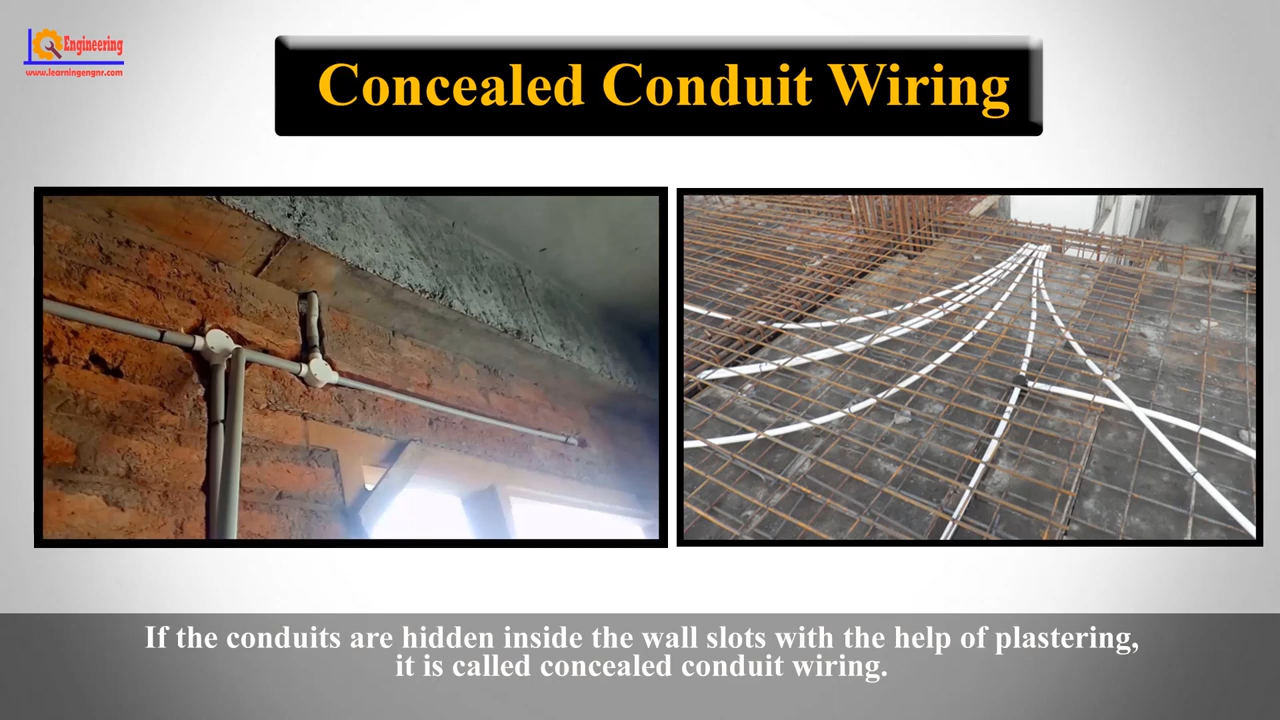 Engineering
www.learningengnr.com
Concealed Conduit Wiring
If the conduits are hidden inside the wall slots with the help of plastering,
it is called concealed conduit wiring.